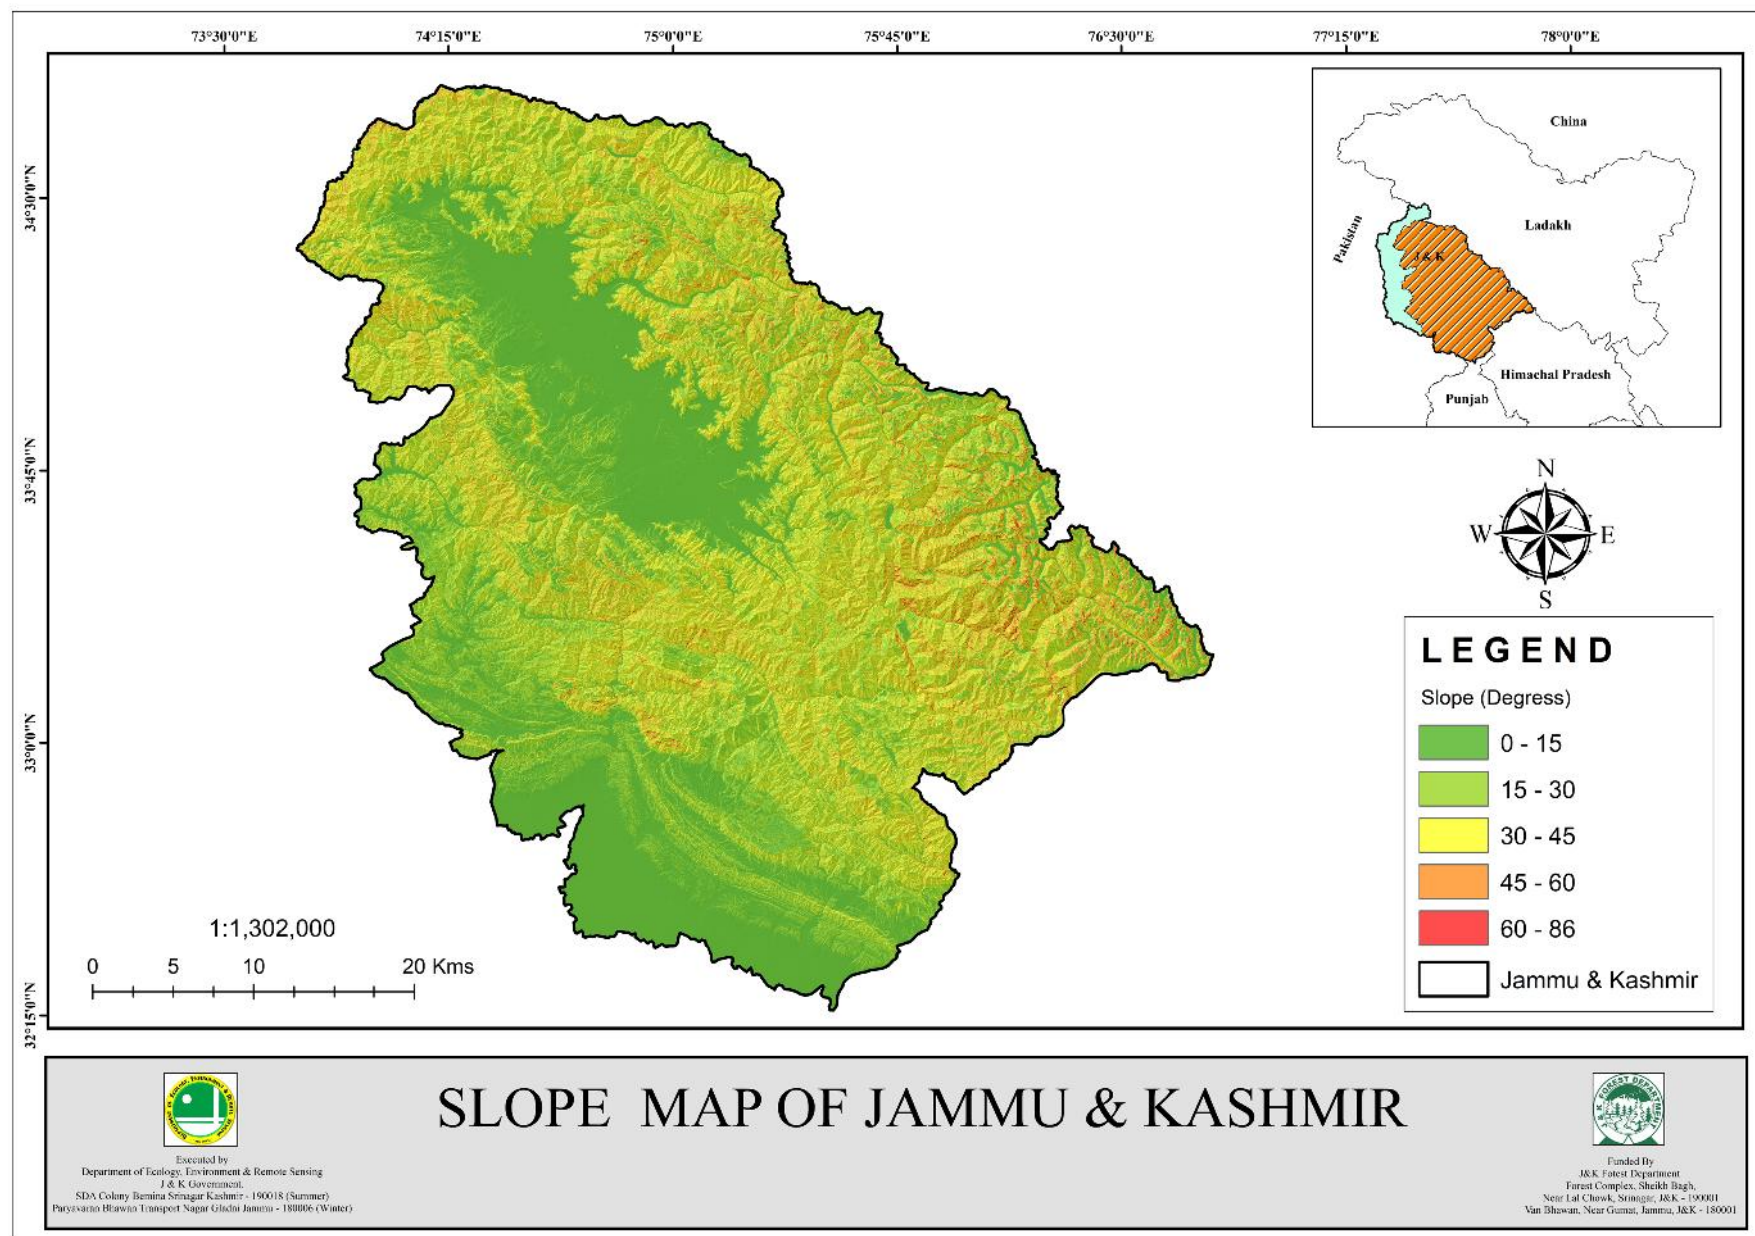 73°30'0"E 74°15'0"E 75°0'0"E 75°45'0"E 76°30'0"E 77°15'0"E 78°0'0"E
34°30'0"N
33°45'0"N
33°0'0"N
32°15'0"N
China
Pakistan
Ladakh
J & K
Himachal Pradesh
Punjab
N
W E
S
LEGEND
Slope (Degress)
0 - 15
15 - 30
30 - 45
45 - 60
60 - 86
Jammu & Kashmir
1:1,302,000
0 5 10 20 Kms
SLOPE MAP OF JAMMU & KASHMIR
Executed by
Department of Ecology, Environment & Remote Sensing
J & K Government.
SDA Colony Bemina Srinagar Kashmir - 190018 (Summer)
Paryavaran Bhawan Transport Nagar Gladni Jammu - 180006 (Winter)
J & K FOREST DEPARTMENT
Funded By
J&K Forest Department
Forest Complex, Sheikh Bagh,
Near Lal Chowk, Srinagar, J&K - 190001
Van Bhawan, Near Gumat, Jammu, J&K - 180001